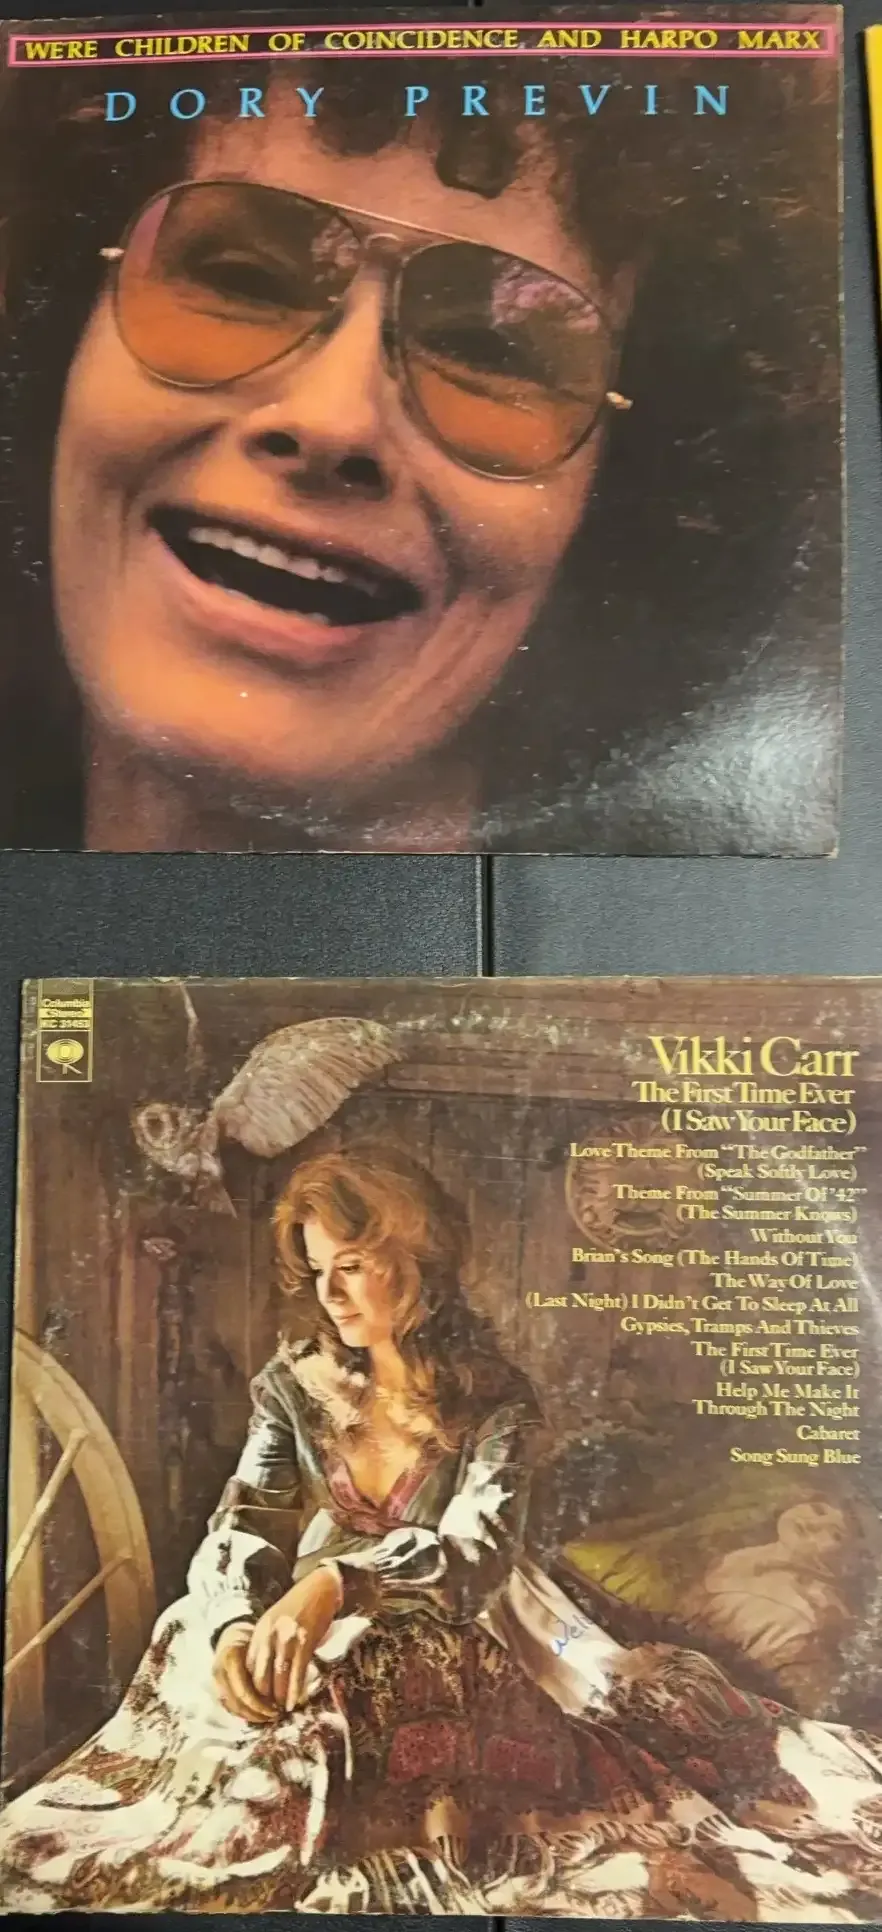 WE'RE CHILDREN OF COINCIDENCE AND HARPO MARX
DORY PREVIN
Columbia
Stereo
KC 31453
Vikki Carr
The First Time Ever
(I Saw Your Face)
Love Theme From "The Godfather"
(Speak Softly Love)
Theme From "Summer Of '42"
(The Summer Knows)
Without You
Brian's Song (The Hands Of Time)
The Way Of Love
(Last Night) I Didn't Get To Sleep At All
Gypsies, Tramps And Thieves
The First Time Ever
(I Saw Your Face)
Help Me Make It
Through The Night
Cabaret
Song Sung Blue